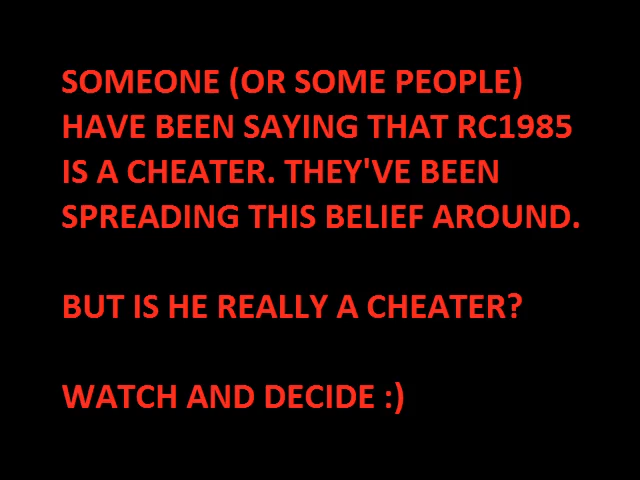 SOMEONE (OR SOME PEOPLE)
HAVE BEEN SAYING THAT RC1985
IS A CHEATER. THEY'VE BEEN
SPREADING THIS BELIEF AROUND.
BUT IS HE REALLY A CHEATER?
WATCH AND DECIDE :)